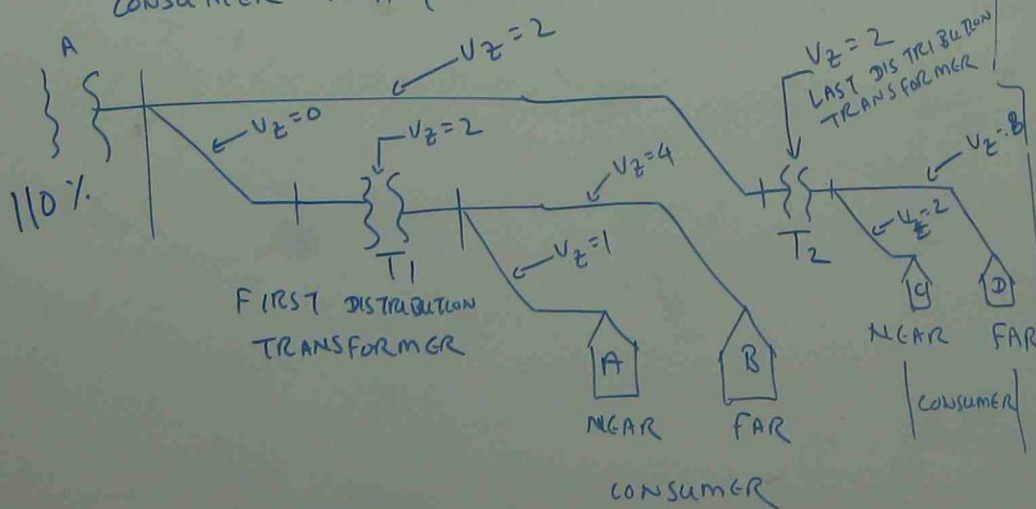 CONSUMER
A
VZ=2
VZ=2
LAST DISTRIBUTION
TRANSFORMER
VZ=0
VZ=2
VZ=4
VZ-.8
110%
VZ=2
VZ=1
T1
T2
FIRST DISTRIBUTION
TRANSFORMER
A
B
C
D
NEAR
FAR
NEAR
FAR
CONSUMER
CONSUMER